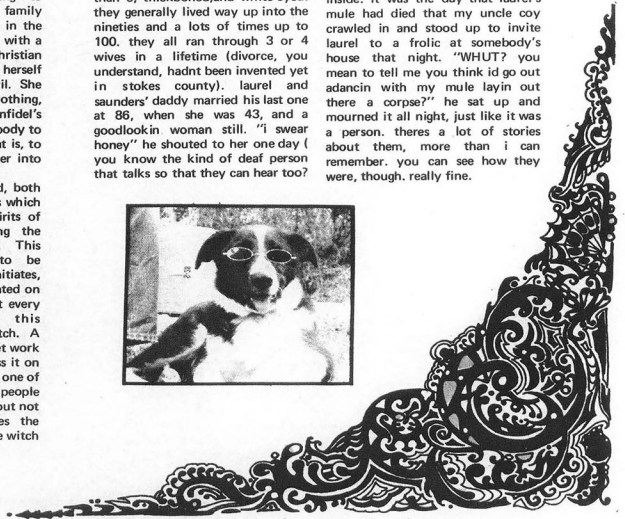 family
in the
with a
hristian
herself
il. She
othing,
nfidel's
ody to
t is, to
er into
d, both
s which
irits of
ng the
This
to be
nitiates,
ted on
t every
this
tch. A
et work
s it on
one of
people
out not
es the
e witch
they generally lived way up into the
nineties and a lots of times up to
100. they all ran through 3 or 4
wives in a lifetime (divorce, you
understand, hadnt been invented yet
in stokes county). laurel and
saunders' daddy married his last one
at 86, when she was 43, and a
goodlookin woman still. "i swear
honey" he shouted to her one day (
you know the kind of deaf person
that talks so that they can hear too?
inside. it was the day that laurel's
mule had died that my uncle coy
crawled in and stood up to invite
laurel to a frolic at somebody's
house that night. "WHUT? you
mean to tell me you think id go out
adancin with my mule layin out
there a corpse?" he sat up and
mourned it all night, just like it was
a person. theres a lot of stories
about them, more than i can
remember. you can see how they
were, though. really fine.